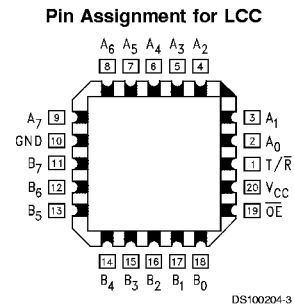 Pin Assignment for LCC
A6 A5 A4 A3 A2
8 7 6 5 4
A7 9
GND 10
B7 11
B6 12
B5 13
3 A1
2 A0
1 T/R̅
20 VCC
19 O̅E̅
14 15 16 17 18
B4 B3 B2 B1 B0
DS100204-3